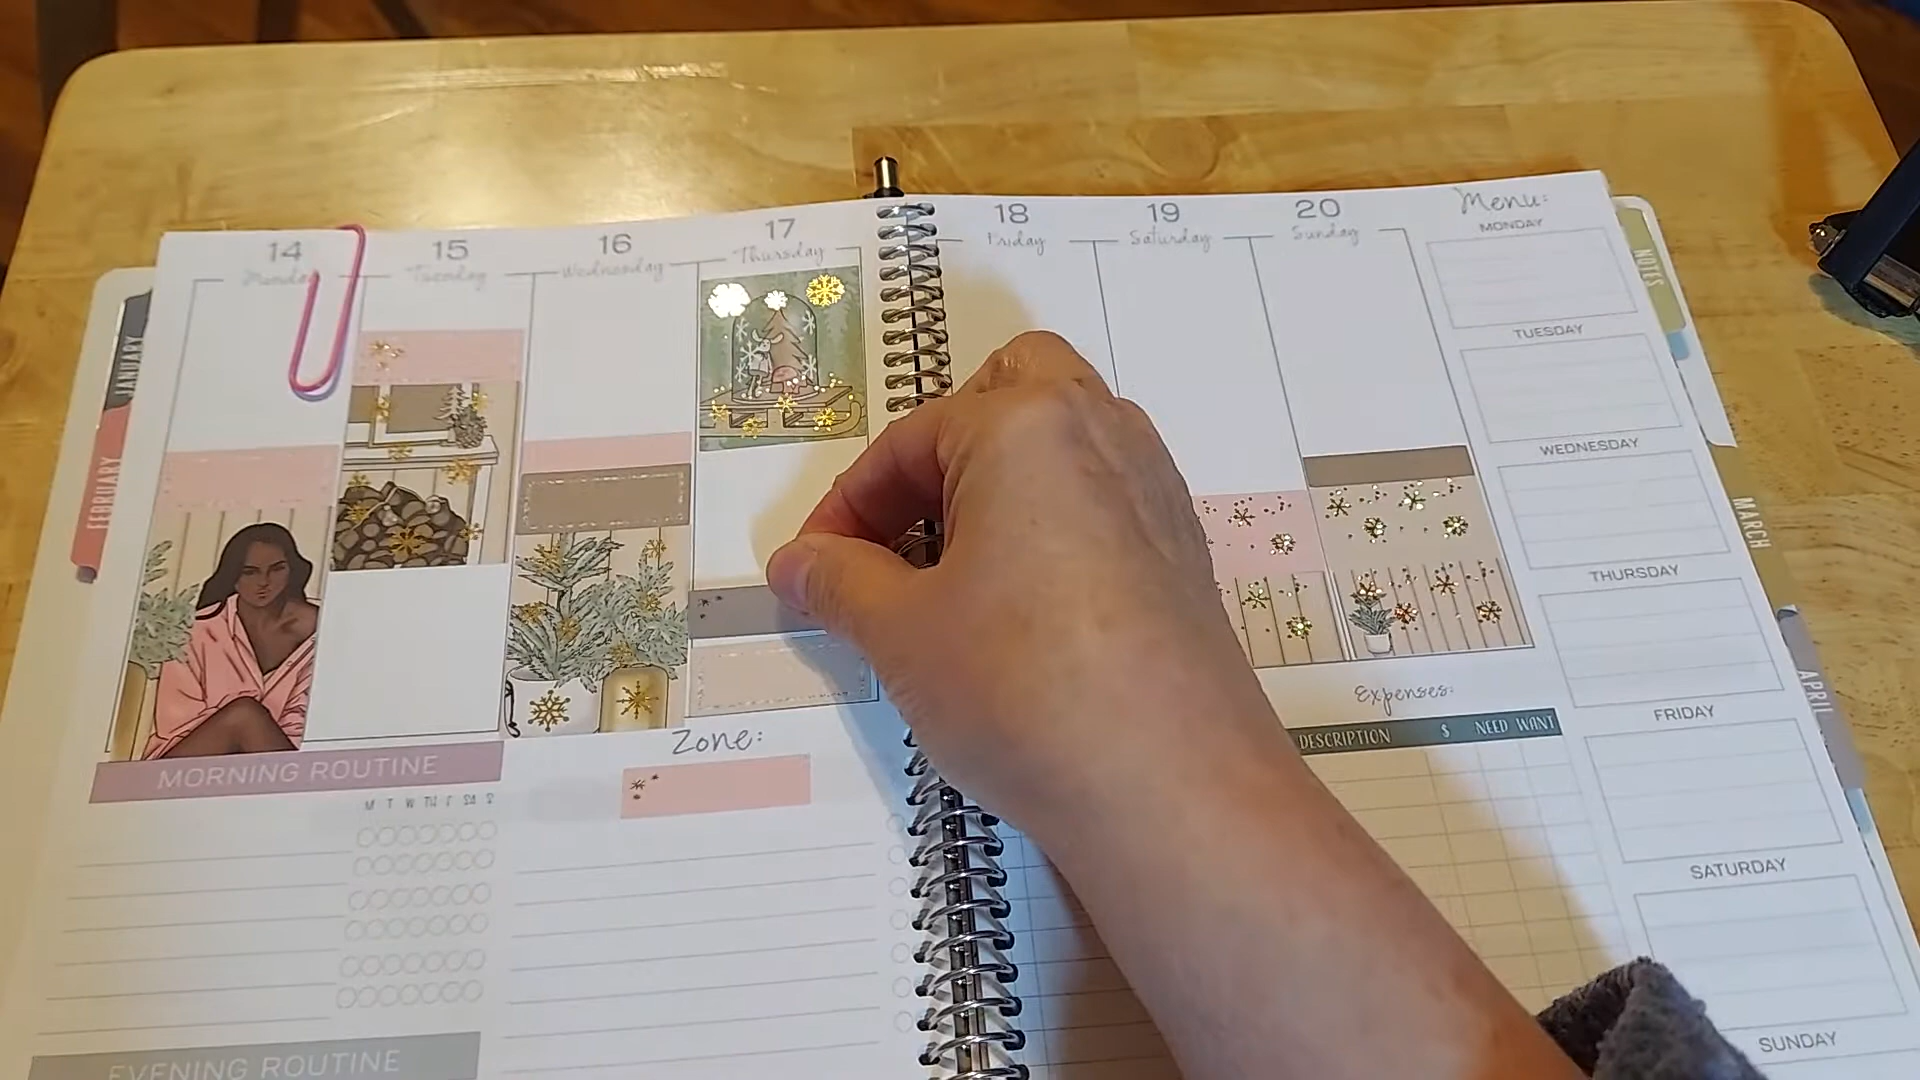 14
Monday
15
Tuesday
16
Wednesday
17
Thursday
18
Friday
19
Saturday
20
Sunday
Menu:
MONDAY
TUESDAY
WEDNESDAY
THURSDAY
FRIDAY
SATURDAY
SUNDAY
JANUARY
FEBRUARY
NOTES
MARCH
APRIL
MORNING ROUTINE
M T W TH F SA S
Zone:
Expenses:
DESCRIPTION $ NEED WANT
EVENING ROUTINE